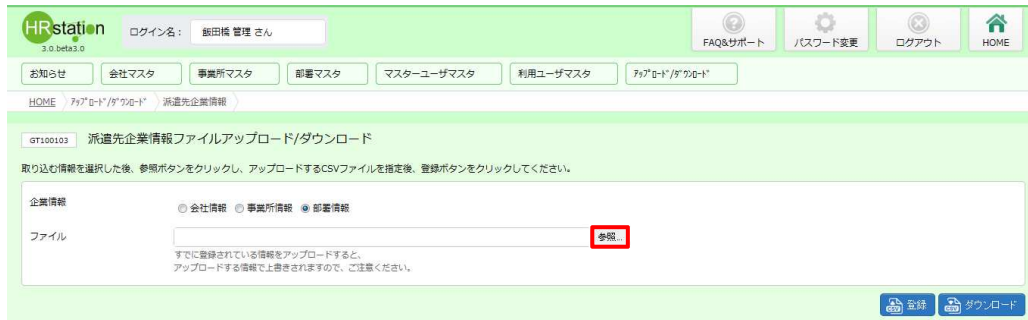 HRstation
3.0.beta3.0
ログイン名： 飯田橋 管理 さん
FAQ&サポート パスワード変更 ログアウト HOME
お知らせ 会社マスタ 事業所マスタ 部署マスタ マスターユーザマスタ 利用ユーザマスタ ｱｯﾌﾟﾛｰﾄﾞ/ﾀﾞｳﾝﾛｰﾄﾞ
HOME ｱｯﾌﾟﾛｰﾄﾞ/ﾀﾞｳﾝﾛｰﾄﾞ 派遣先企業情報
GT100103 派遣先企業情報ファイルアップロード/ダウンロード
取り込む情報を選択した後、参照ボタンをクリックし、アップロードするCSVファイルを指定後、登録ボタンをクリックしてください。
企業情報 会社情報 事業所情報 部署情報
ファイル 参照...
すでに登録されている情報をアップロードすると、
アップロードする情報で上書きされますので、ご注意ください。
CSV 登録 CSV ダウンロード